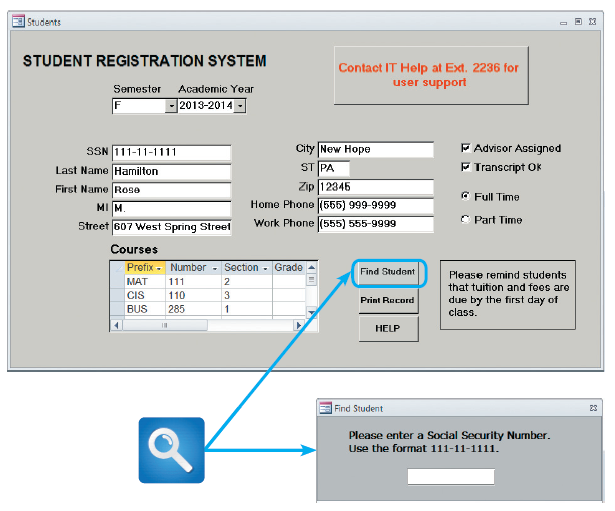 Students
STUDENT REGISTRATION SYSTEM
Contact IT Help at Ext. 2236 for
user support
Semester Academic Year
F 2013-2014
SSN 111-11-1111
Last Name Hamilton
First Name Rose
MI M.
Street 607 West Spring Street
City New Hope
ST PA
Zip 12345
Home Phone (555) 999-9999
Work Phone (555) 555-9999
Advisor Assigned
Transcript OK
Full Time
Part Time
Courses
Prefix Number Section Grade
MAT 111 2
CIS 110 3
BUS 285 1
Find Student
Print Record
HELP
Please remind students
that tuition and fees are
due by the first day of
class.
Find Student
Please enter a Social Security Number.
Use the format 111-11-1111.